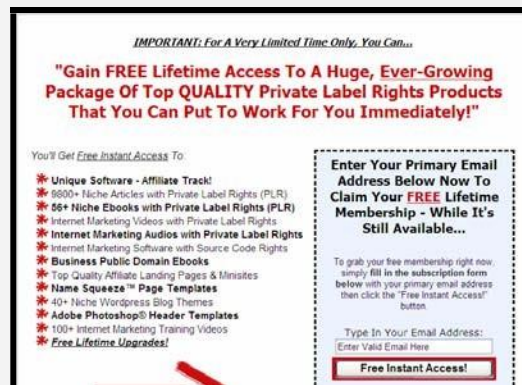 IMPORTANT: For A Very Limited Time Only, You Can...
"Gain FREE Lifetime Access To A Huge, Ever-Growing
Package Of Top QUALITY Private Label Rights Products
That You Can Put To Work For You Immediately!"
You'll Get Free Instant Access To:
Unique Software - Affiliate Track!
9800+ Niche Articles with Private Label Rights (PLR)
56+ Niche Ebooks with Private Label Rights (PLR)
Internet Marketing Videos with Private Label Rights
Internet Marketing Audios with Private Label Rights
Internet Marketing Software with Source Code Rights
Business Public Domain Ebooks
Top Quality Affiliate Landing Pages & Minisites
Name Squeeze™ Page Templates
40+ Niche Wordpress Blog Themes
Adobe Photoshop® Header Templates
100+ Internet Marketing Training Videos
Free Lifetime Upgrades!
Enter Your Primary Email
Address Below Now To
Claim Your FREE Lifetime
Membership - While It's
Still Available...
To grab your free membership right now,
simply fill in the subscription form
below with your primary email address
then click the "Free Instant Access!"
button.
Type In Your Email Address:
Enter Valid Email Here
Free Instant Access!